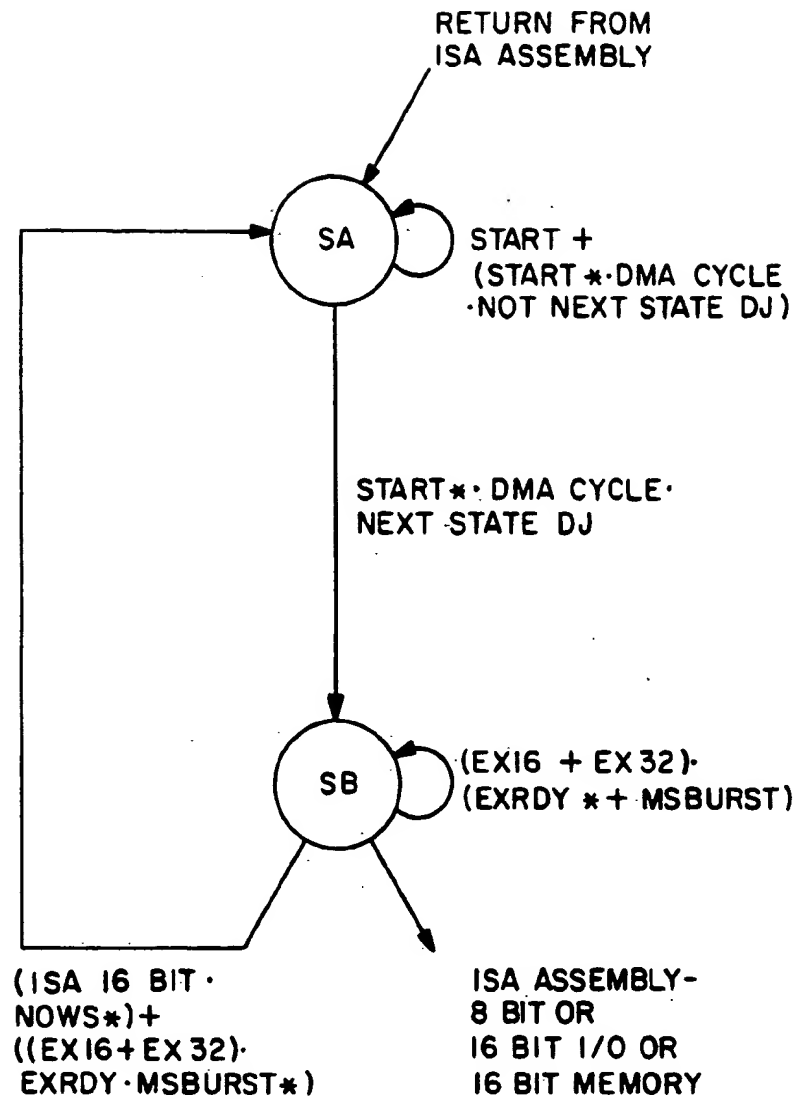 RETURN FROM
ISA ASSEMBLY
SA
START +
(START *·DMA CYCLE
·NOT NEXT STATE DJ)
START*· DMA CYCLE·
NEXT STATE DJ
SB
(EX16 + EX32)·
(EXRDY *+ MSBURST)
(ISA 16 BIT ·
NOWS*)+
((EX16+EX32)·
EXRDY·MSBURST*)
ISA ASSEMBLY-
8 BIT OR
16 BIT I/O OR
16 BIT MEMORY